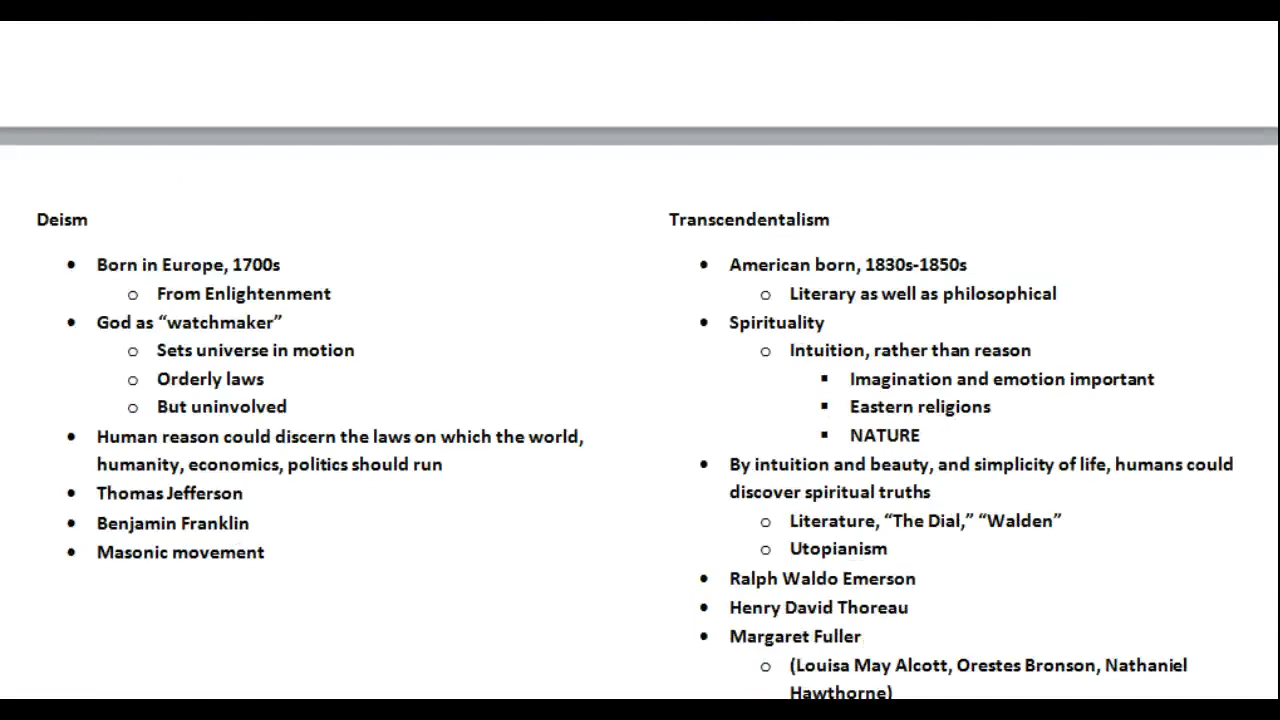 Deism
• Born in Europe, 1700s
o From Enlightenment
• God as “watchmaker”
o Sets universe in motion
o Orderly laws
o But uninvolved
• Human reason could discern the laws on which the world,
humanity, economics, politics should run
• Thomas Jefferson
• Benjamin Franklin
• Masonic movement
Transcendentalism
• American born, 1830s-1850s
o Literary as well as philosophical
• Spirituality
o Intuition, rather than reason
▪ Imagination and emotion important
▪ Eastern religions
▪ NATURE
• By intuition and beauty, and simplicity of life, humans could
discover spiritual truths
o Literature, “The Dial,” “Walden”
o Utopianism
• Ralph Waldo Emerson
• Henry David Thoreau
• Margaret Fuller
o (Louisa May Alcott, Orestes Bronson, Nathaniel
Hawthorne)